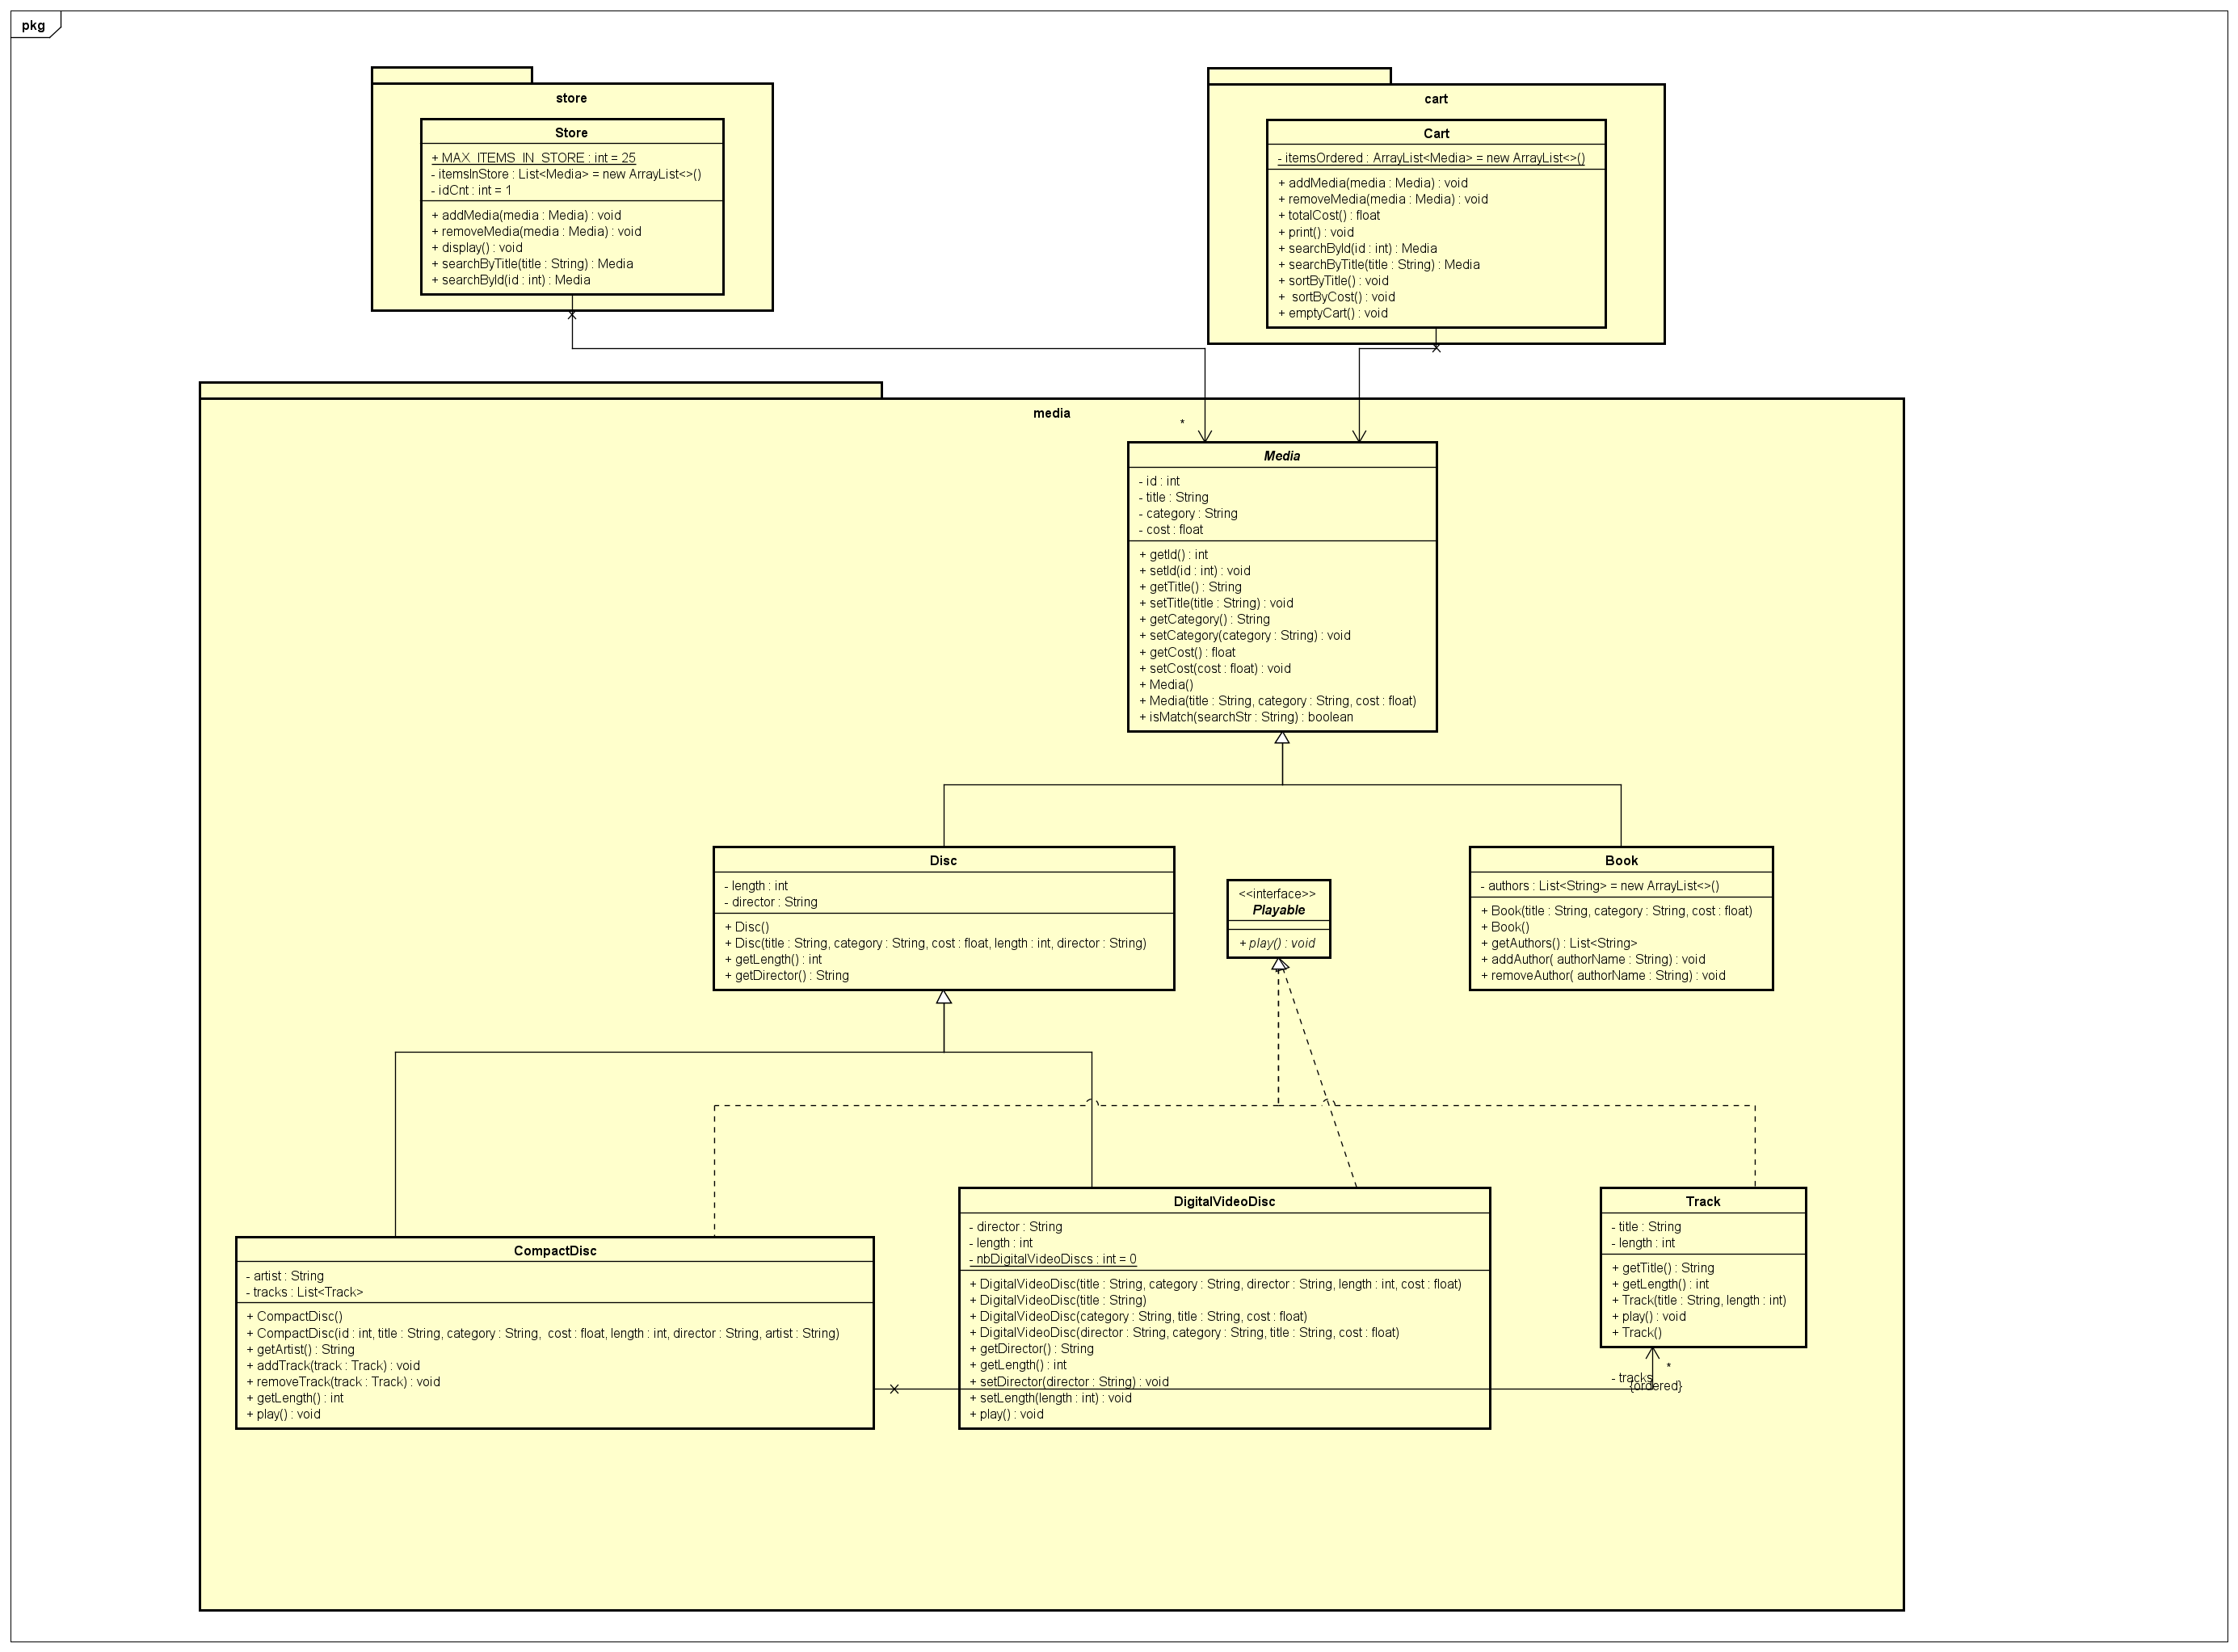 pkg
store
Store
+ MAX_ITEMS_IN_STORE : int = 25
- itemsInStore : List<Media> = new ArrayList<>()
- idCnt : int = 1
+ addMedia(media : Media) : void
+ removeMedia(media : Media) : void
+ display() : void
+ searchByTitle(title : String) : Media
+ searchById(id : int) : Media
cart
Cart
- itemsOrdered : ArrayList<Media> = new ArrayList<>()
+ addMedia(media : Media) : void
+ removeMedia(media : Media) : void
+ totalCost() : float
+ print() : void
+ searchById(id : int) : Media
+ searchByTitle(title : String) : Media
+ sortByTitle() : void
+  sortByCost() : void
+ emptyCart() : void
media
*
Media
- id : int
- title : String
- category : String
- cost : float
+ getId() : int
+ setId(id : int) : void
+ getTitle() : String
+ setTitle(title : String) : void
+ getCategory() : String
+ setCategory(category : String) : void
+ getCost() : float
+ setCost(cost : float) : void
+ Media()
+ Media(title : String, category : String, cost : float)
+ isMatch(searchStr : String) : boolean
Disc
- length : int
- director : String
+ Disc()
+ Disc(title : String, category : String, cost : float, length : int, director : String)
+ getLength() : int
+ getDirector() : String
<<interface>>
Playable
+ play() : void
Book
- authors : List<String> = new ArrayList<>()
+ Book(title : String, category : String, cost : float)
+ Book()
+ getAuthors() : List<String>
+ addAuthor( authorName : String) : void
+ removeAuthor( authorName : String) : void
CompactDisc
- artist : String
- tracks : List<Track>
+ CompactDisc()
+ CompactDisc(id : int, title : String, category : String,  cost : float, length : int, director : String, artist : String)
+ getArtist() : String
+ addTrack(track : Track) : void
+ removeTrack(track : Track) : void
+ getLength() : int
+ play() : void
DigitalVideoDisc
- director : String
- length : int
- nbDigitalVideoDiscs : int = 0
+ DigitalVideoDisc(title : String, category : String, director : String, length : int, cost : float)
+ DigitalVideoDisc(title : String)
+ DigitalVideoDisc(category : String, title : String, cost : float)
+ DigitalVideoDisc(director : String, category : String, title : String, cost : float)
+ getDirector() : String
+ getLength() : int
+ setDirector(director : String) : void
+ setLength(length : int) : void
+ play() : void
Track
- title : String
- length : int
+ getTitle() : String
+ getLength() : int
+ Track(title : String, length : int)
+ play() : void
+ Track()
*
- tracks
{ordered}